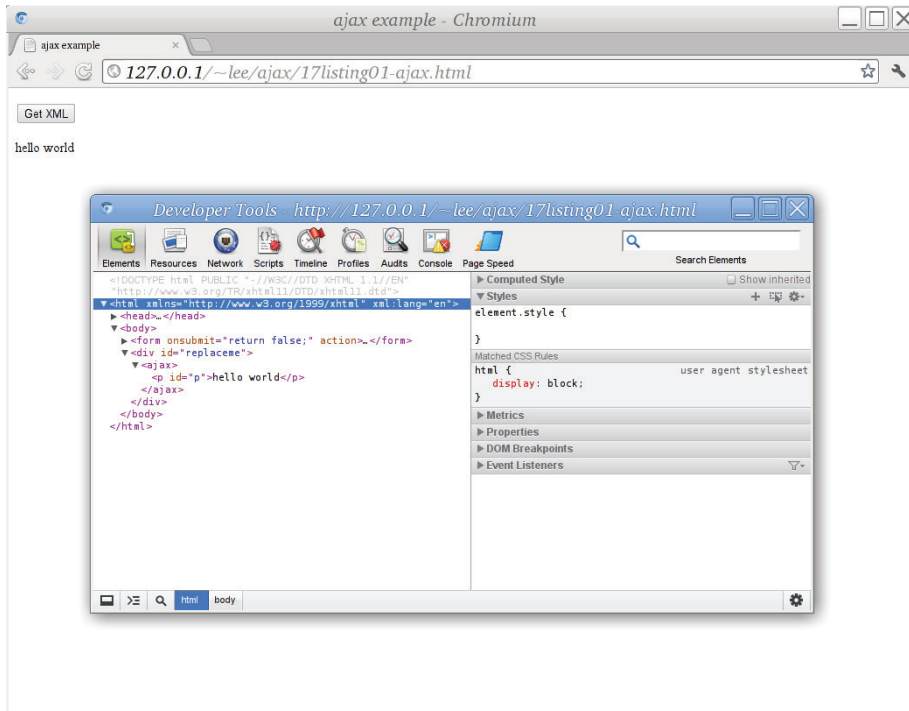 ajax example - Chromium
ajax example
127.0.0.1/~lee/ajax/17listing01-ajax.html
Get XML
hello world
Developer Tools - http://127.0.0.1/~lee/ajax/17listing01-ajax.html
Elements Resources Network Scripts Timeline Profiles Audits Console Page Speed
Search Elements
<!DOCTYPE html PUBLIC "-//W3C//DTD XHTML 1.1//EN"
"http://www.w3.org/TR/xhtml11/DTD/xhtml11.dtd">
<html xmlns="http://www.w3.org/1999/xhtml" xml:lang="en">
<head>…</head>
<body>
<form onsubmit="return false;" action>…</form>
<div id="replaceme">
<ajax>
<p id="p">hello world</p>
</ajax>
</div>
</body>
</html>
Computed Style Show inherited
Styles
element.style {
}
Matched CSS Rules
html { user agent stylesheet
display: block;
}
Metrics
Properties
DOM Breakpoints
Event Listeners
html body